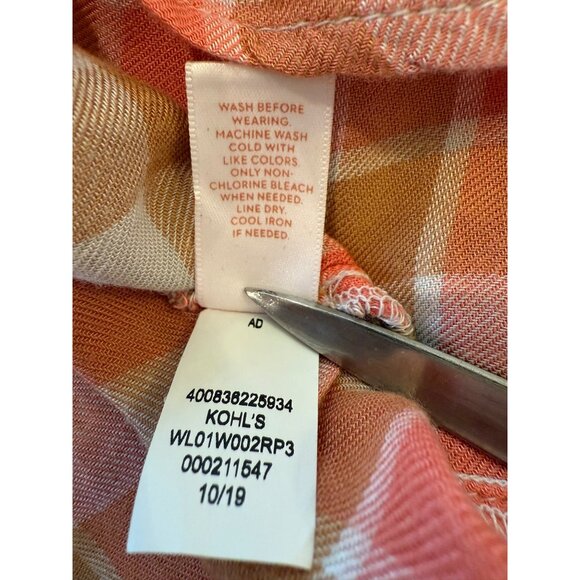 WASH BEFORE
WEARING.
MACHINE WASH
COLD WITH
LIKE COLORS.
ONLY NON-
CHLORINE BLEACH
WHEN NEEDED.
LINE DRY.
COOL IRON
IF NEEDED.
AD
400836225934
KOHL'S
WL01W002RP3
000211547
10/19